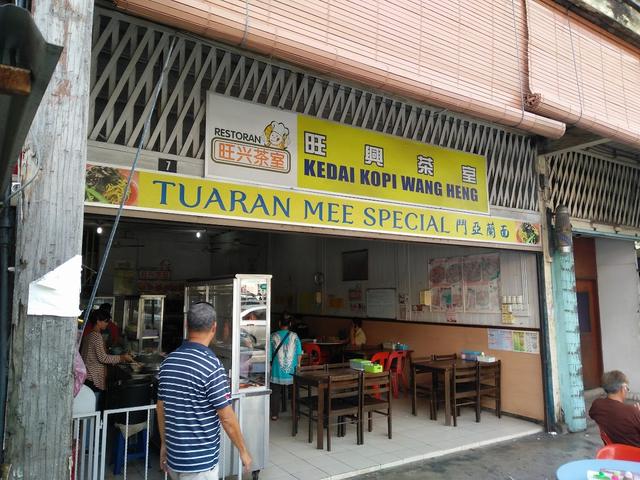 RESTORAN
旺兴茶室
旺興茶室
KEDAI KOPI WANG HENG
7
TUARAN MEE SPECIAL 鬥亞蘭面